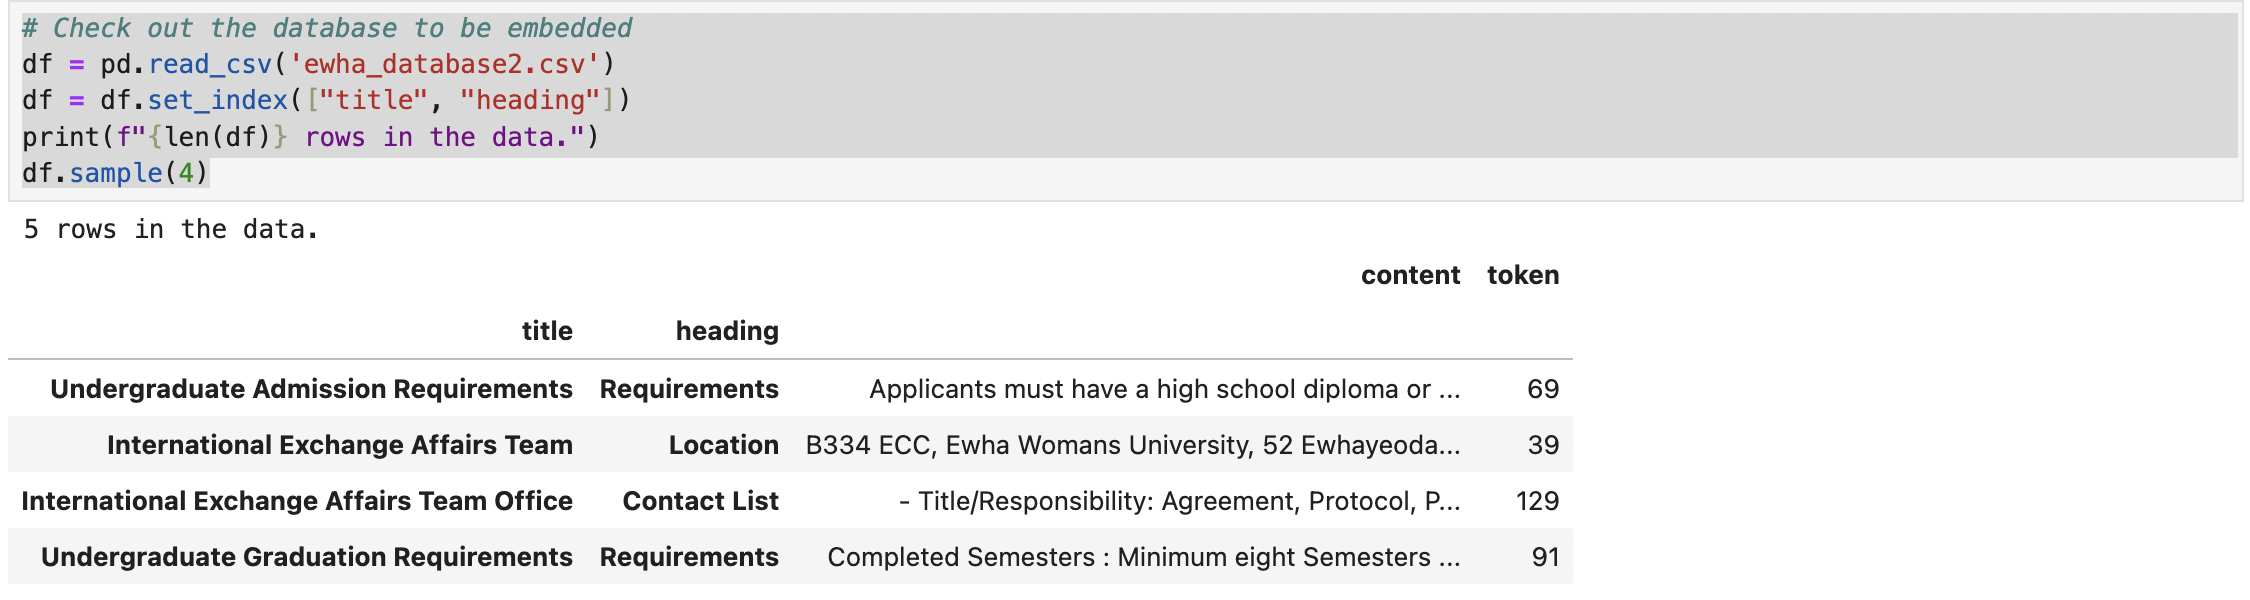 # Check out the database to be embedded
df = pd.read_csv('ewha_database2.csv')
df = df.set_index(["title", "heading"])
print(f"{len(df)} rows in the data.")
df.sample(4)
5 rows in the data.
content token
title heading
Undergraduate Admission Requirements Requirements Applicants must have a high school diploma or ... 69
International Exchange Affairs Team Location B334 ECC, Ewha Womans University, 52 Ewhayeoda... 39
International Exchange Affairs Team Office Contact List - Title/Responsibility: Agreement, Protocol, P... 129
Undergraduate Graduation Requirements Requirements Completed Semesters : Minimum eight Semesters ... 91